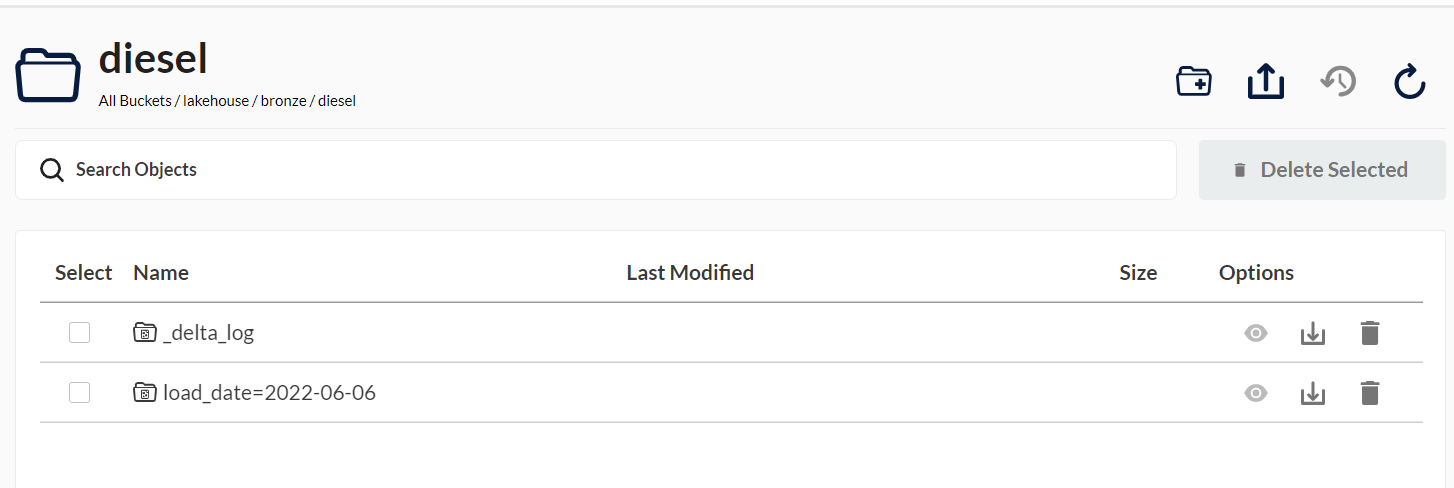 diesel
All Buckets / lakehouse / bronze / diesel
Search Objects
Delete Selected
Select Name Last Modified Size Options
_delta_log
load_date=2022-06-06